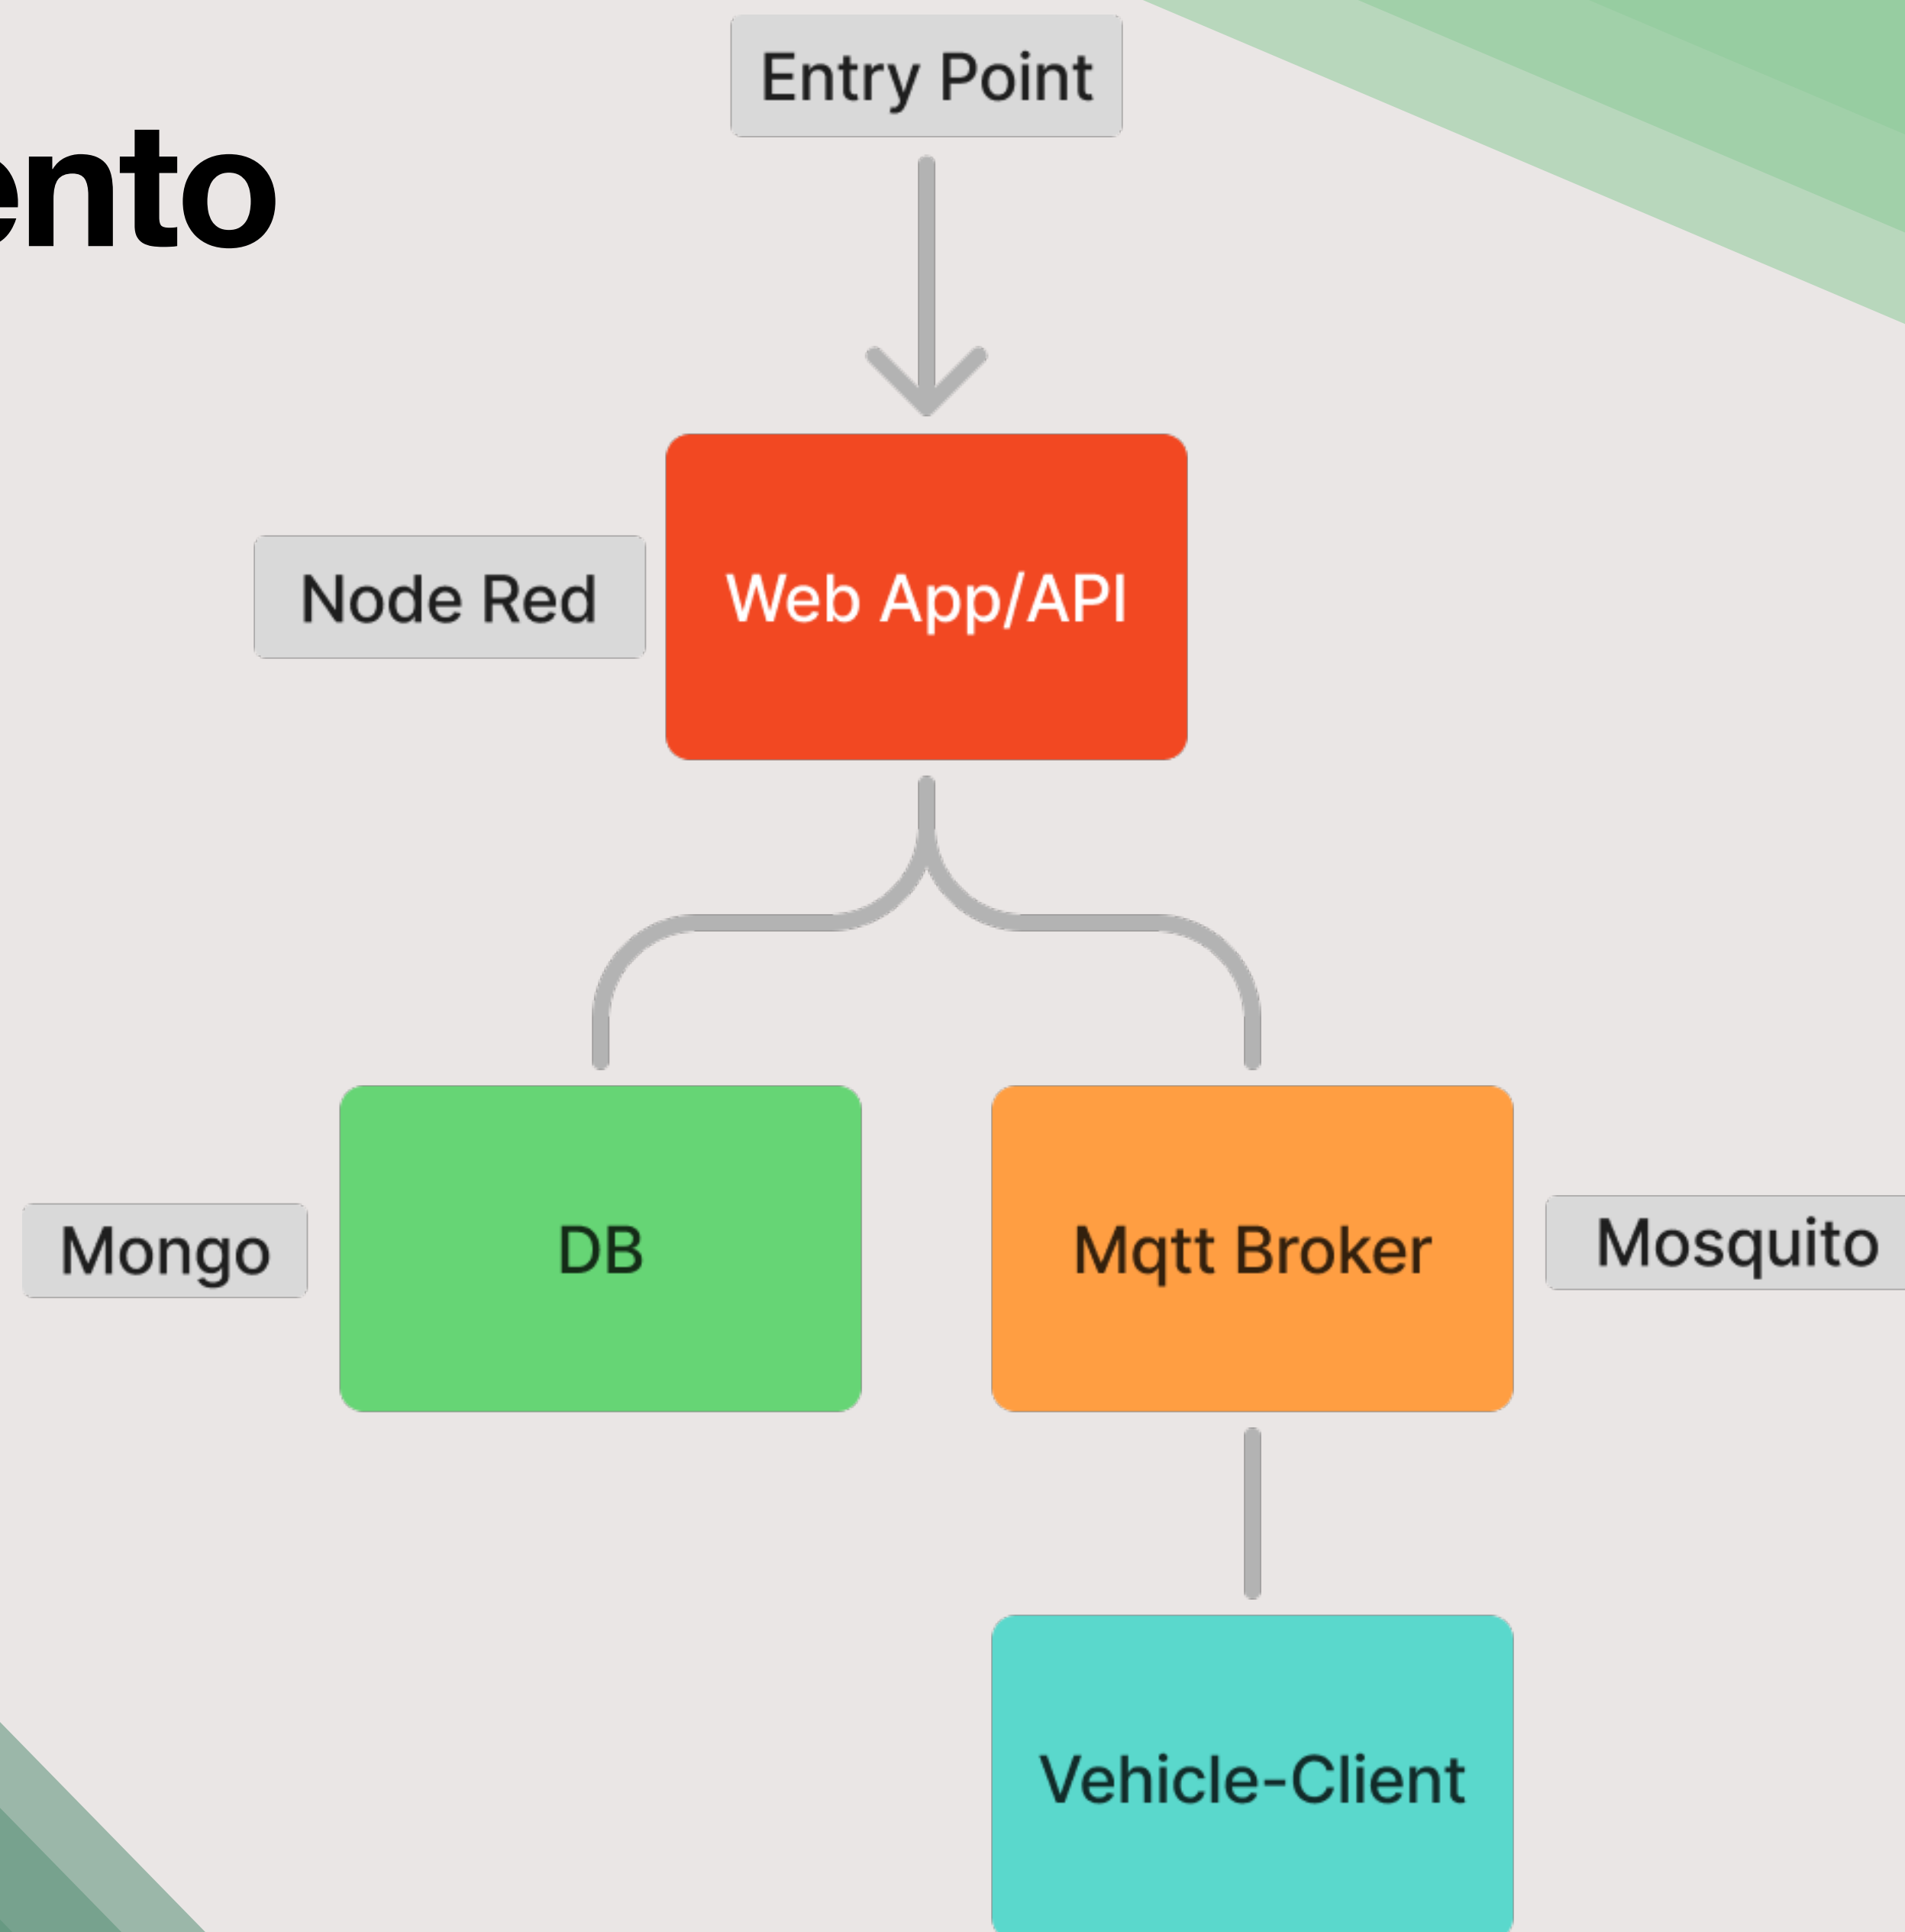 Entry Point
ento
Node Red
Web App/API
Mongo
DB
Mqtt Broker
Mosquito
Vehicle-Client